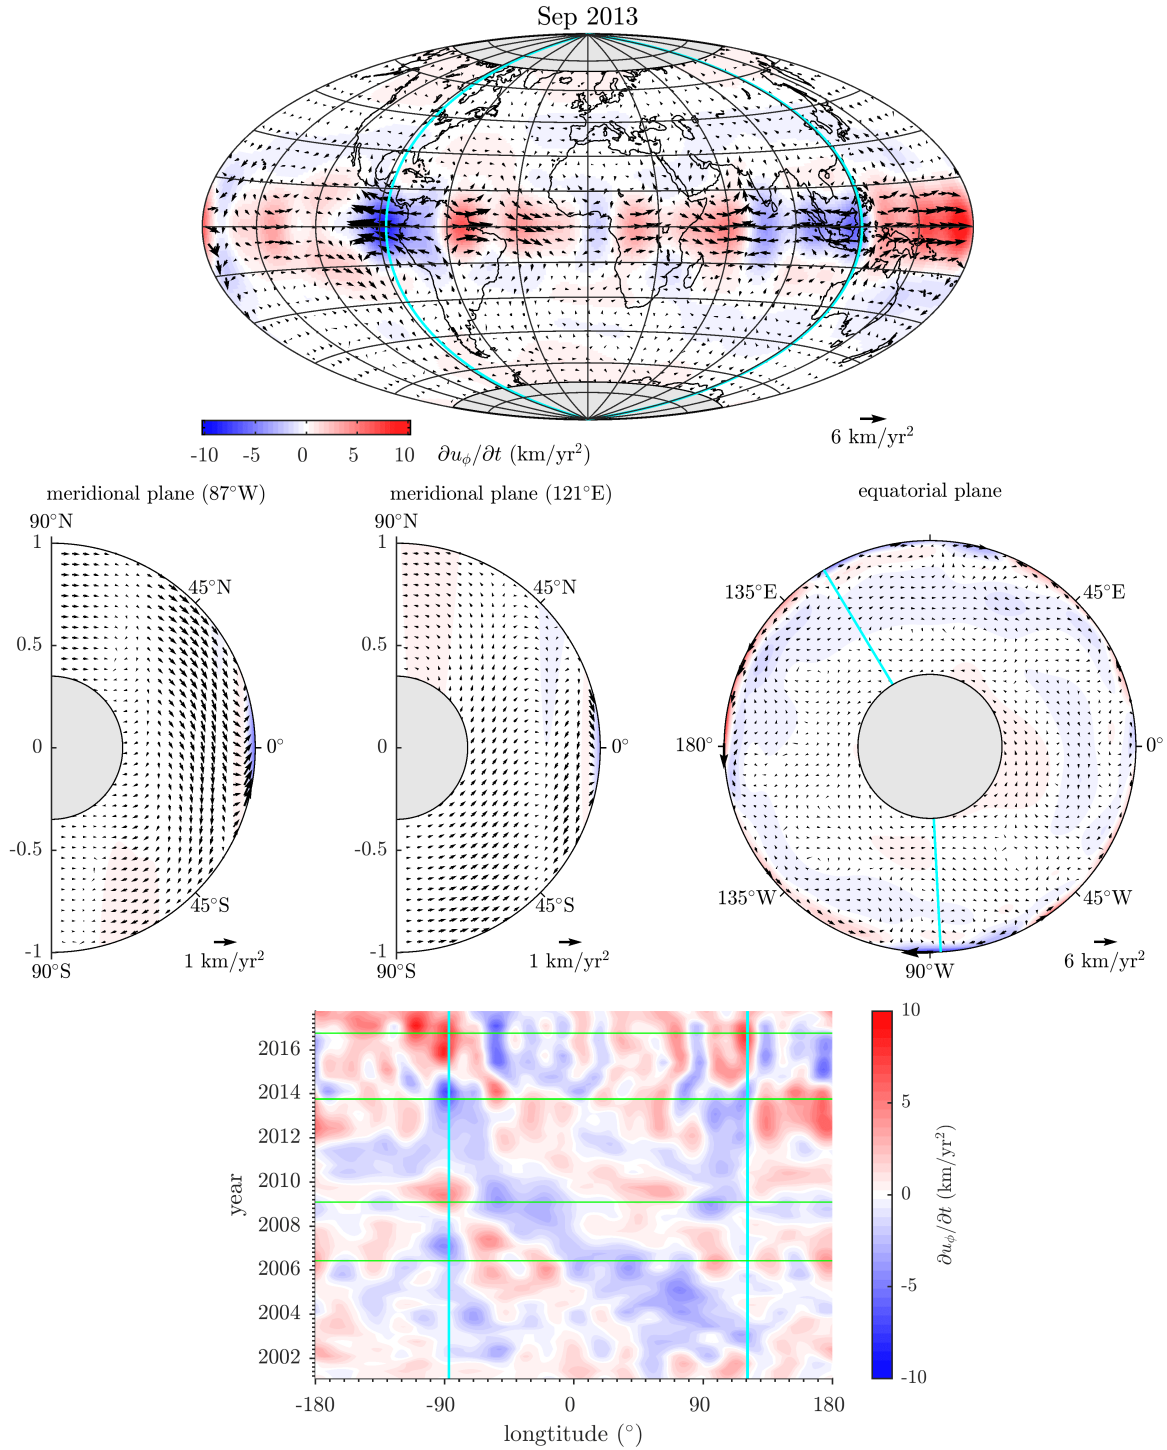 Sep 2013
-10 -5 0 5 10 ∂uϕ/∂t (km/yr²)
6 km/yr²
meridional plane (87°W)
90°N
1
45°N
0.5
0
0°
-0.5
45°S
-1
90°S
1 km/yr²
meridional plane (121°E)
90°N
1
45°N
0.5
0
0°
-0.5
45°S
-1
90°S
1 km/yr²
equatorial plane
135°E
45°E
180°
0°
135°W
45°W
90°W
6 km/yr²
year
2016
2014
2012
2010
2008
2006
2004
2002
-180 -90 0 90 180
longtitude (°)
10
5
0
-5
-10
∂uϕ/∂t (km/yr²)